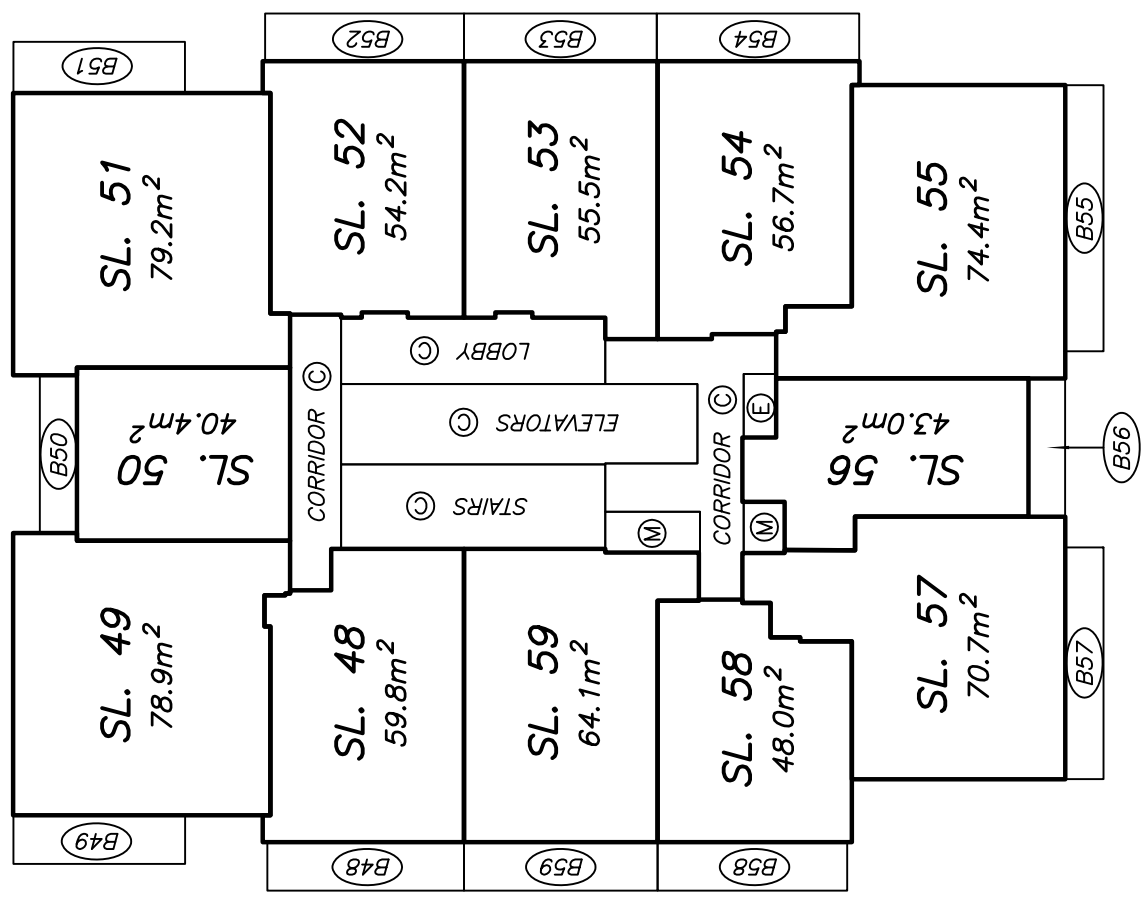 B51
B52
B53
B54
SL. 51
79.2m²
SL. 52
54.2m²
SL. 53
55.5m²
SL. 54
56.7m²
SL. 55
74.4m²
B55
B50
SL. 50
40.4m²
CORRIDOR C
LOBBY C
ELEVATORS C
STAIRS C
CORRIDOR C
E
M
M
SL. 56
43.0m²
B56
SL. 49
78.9m²
SL. 48
59.8m²
SL. 59
64.1m²
SL. 58
48.0m²
SL. 57
70.7m²
B57
B49
B48
B59
B58